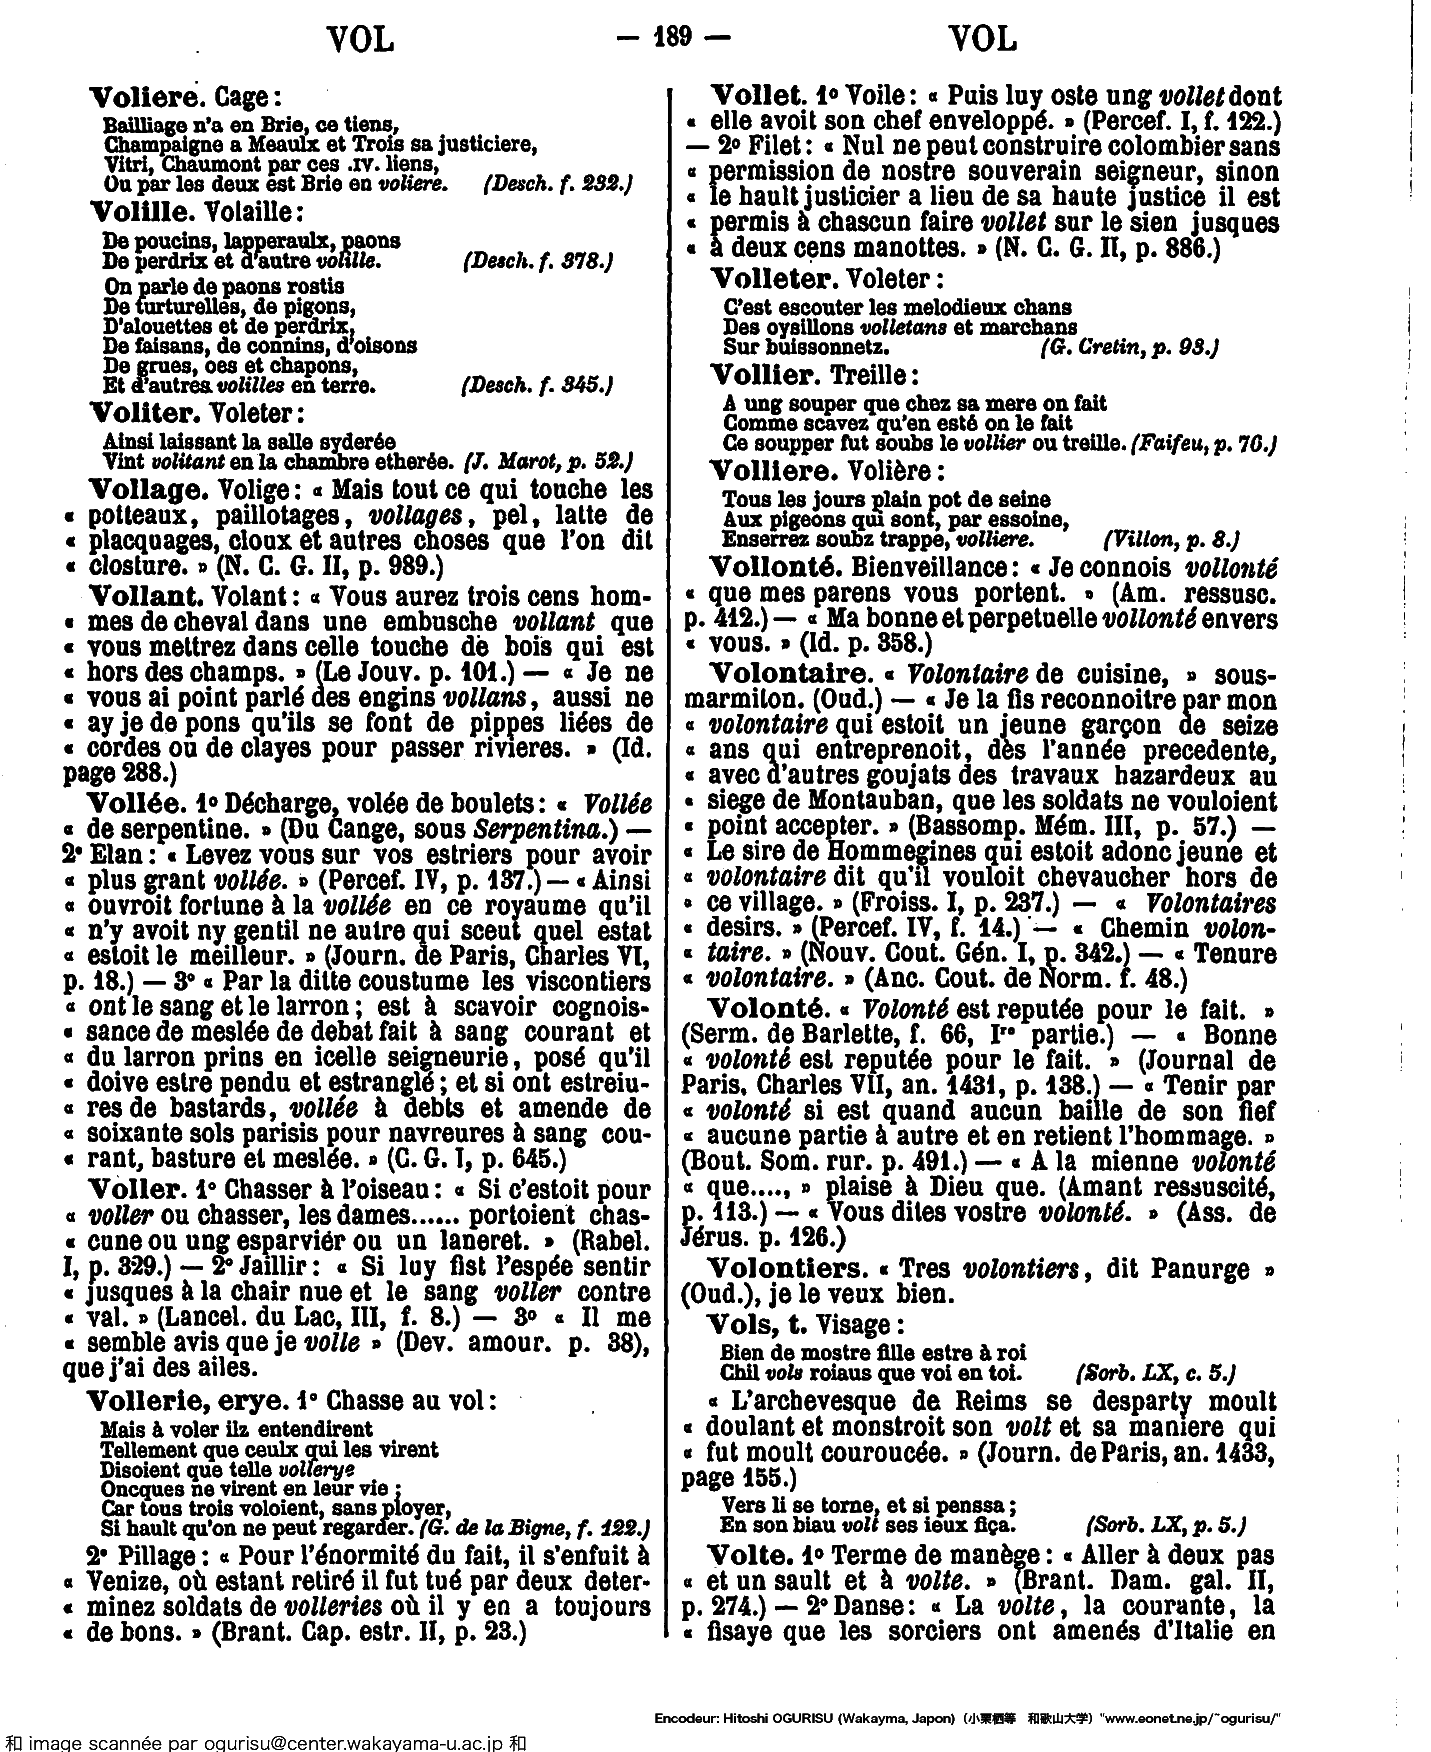 VOL — 189 — VOL
Voliere. Cage :
Bailliage n'a en Brie, ce tiens,
Champaigne a Meaulx et Trois sa justiciere,
Vitri, Chaumont par ces .IV. liens,
Ou par les deux est Brie en voliere. (Desch. f. 232.)
Volille. Volaille :
De poucins, lapperaulx, paons
De perdrix et d'autre volille. (Desch. f. 378.)
On parle de paons rostis
De turturelles, de pigons,
D'alouettes et de perdrix,
De faisans, de connins, d'oisons
De grues, oes et chapons,
Et d'autres volilles en terre. (Desch. f. 345.)
Voliter. Voleter :
Ainsi laissant la salle syderée
Vint volitant en la chambre etherée. (J. Marot, p. 52.)
Vollage. Volige : « Mais tout ce qui touche les
« potteaux, paillotages, vollages, pel, latte de
« placquages, cloux et autres choses que l'on dit
« closture. » (N. C. G. II, p. 989.)
Vollant. Volant : « Vous aurez trois cens hom-
« mes de cheval dans une embusche vollant que
« vous mettrez dans celle touche de bois qui est
« hors des champs. » (Le Jouv. p. 101.) — « Je ne
« vous ai point parlé des engins vollans, aussi ne
« ay je de pons qu'ils se font de pippes liées de
« cordes ou de clayes pour passer rivieres. » (Id.
page 288.)
Vollée. 1º Décharge, volée de boulets : « Vollée
« de serpentine. » (Du Cange, sous Serpentina.) —
2º Elan : « Levez vous sur vos estriers pour avoir
« plus grant vollée. » (Percef. IV, p. 137.) — « Ainsi
« ouvroit fortune à la vollée en ce royaume qu'il
« n'y avoit ny gentil ne autre qui sceut quel estat
« estoit le meilleur. » (Journ. de Paris, Charles VI,
p. 18.) — 3º « Par la ditte coustume les viscontiers
« ont le sang et le larron ; est à scavoir cognois-
« sance de meslée de debat fait à sang courant et
« du larron prins en icelle seigneurie, posé qu'il
« doive estre pendu et estranglé ; et si ont estreiu-
« res de bastards, vollée à debts et amende de
« soixante sols parisis pour navreures à sang cou-
« rant, basture et meslée. » (C. G. I, p. 645.)
Voller. 1º Chasser à l'oiseau : « Si c'estoit pour
« voller ou chasser, les dames...... portoient chas-
« cune ou ung esparviér ou un laneret. » (Rabel.
I, p. 329.) — 2º Jaillir : « Si luy fist l'espée sentir
« jusques à la chair nue et le sang voller contre
« val. » (Lancel. du Lac, III, f. 8.) — 3º « Il me
« semble avis que je volle » (Dev. amour. p. 38),
que j'ai des ailes.
Vollerie, erye. 1º Chasse au vol :
Mais à voler ilz entendirent
Tellement que ceulx qui les virent
Disoient que telle vollerye
Oncques ne virent en leur vie ;
Car tous trois voloient, sans ployer,
Si hault qu'on ne peut regarder. (G. de la Bigne, f. 122.)
2º Pillage : « Pour l'énormité du fait, il s'enfuit à
« Venize, où estant retiré il fut tué par deux deter-
« minez soldats de volleries où il y en a toujours
« de bons. » (Brant. Cap. estr. II, p. 23.)
Vollet. 1º Voile : « Puis luy oste ung vollet dont
« elle avoit son chef enveloppé. » (Percef. I, f. 122.)
— 2º Filet : « Nul ne peut construire colombier sans
« permission de nostre souverain seigneur, sinon
« le hault justicier a lieu de sa haute justice il est
« permis à chascun faire vollet sur le sien jusques
« à deux cens manottes. » (N. C. G. II, p. 886.)
Volleter. Voleter :
C'est escouter les melodieux chans
Des oysillons volletans et marchans
Sur buissonnetz. (G. Cretin, p. 93.)
Vollier. Treille :
A ung souper que chez sa mere on fait
Comme scavez qu'en esté on le fait
Ce soupper fut soubs le vollier ou treille. (Faifeu, p. 70.)
Volliere. Volière :
Tous les jours plain pot de seine
Aux pigeons qui sont, par essoine,
Enserrez soubz trappe, volliere. (Villon, p. 8.)
Vollonté. Bienveillance : « Je connois vollonté
« que mes parens vous portent. » (Am. ressusc.
p. 412.) — « Ma bonne et perpetuelle vollonté envers
« vous. » (Id. p. 358.)
Volontaire. « Volontaire de cuisine, » sous-
marmiton. (Oud.) — « Je la fis reconnoitre par mon
« volontaire qui estoit un jeune garçon de seize
« ans qui entreprenoit, dès l'année precedente,
« avec d'autres goujats des travaux hazardeux au
« siege de Montauban, que les soldats ne vouloient
« point accepter. » (Bassomp. Mém. III, p. 57.) —
« Le sire de Hommegines qui estoit adonc jeune et
« volontaire dit qu'il vouloit chevaucher hors de
« ce village. » (Froiss. I, p. 237.) — « Volontaires
« desirs. » (Percef. IV, f. 14.) — « Chemin volon-
« taire. » (Nouv. Cout. Gén. I, p. 342.) — « Tenure
« volontaire. » (Anc. Cout. de Norm. f. 48.)
Volonté. « Volonté est reputée pour le fait. »
(Serm. de Barlette, f. 66, Iʳᵉ partie.) — « Bonne
« volonté est reputée pour le fait. » (Journal de
Paris, Charles VII, an. 1431, p. 138.) — « Tenir par
« volonté si est quand aucun baille de son fief
« aucune partie à autre et en retient l'hommage. »
(Bout. Som. rur. p. 491.) — « A la mienne volonté
« que...., » plaise à Dieu que. (Amant ressuscité,
p. 113.) — « Vous dites vostre volonté. » (Ass. de
Jérus. p. 126.)
Volontiers. « Tres volontiers, dit Panurge »
(Oud.), je le veux bien.
Vols, t. Visage :
Bien de mostre fille estre à roi
Chil vols roiaus que voi en toi. (Sorb. LX, c. 5.)
« L'archevesque de Reims se desparty moult
« doulant et monstroit son volt et sa maniere qui
« fut moult couroucée. » (Journ. de Paris, an. 1433,
page 155.)
Vers li se torne, et si penssa ;
En son biau volt ses ieux fiça. (Sorb. LX, p. 5.)
Volte. 1º Terme de manège : « Aller à deux pas
« et un sault et à volte. » (Brant. Dam. gal. II,
p. 274.) — 2º Danse : « La volte, la courante, la
« fisaye que les sorciers ont amenés d'Italie en
Encodeur: Hitoshi OGURISU (Wakayma, Japon) (小栗栖等 和歌山大学) "www.eonet.ne.jp/~ogurisu/"
和 image scannée par ogurisu@center.wakayama-u.ac.jp 和